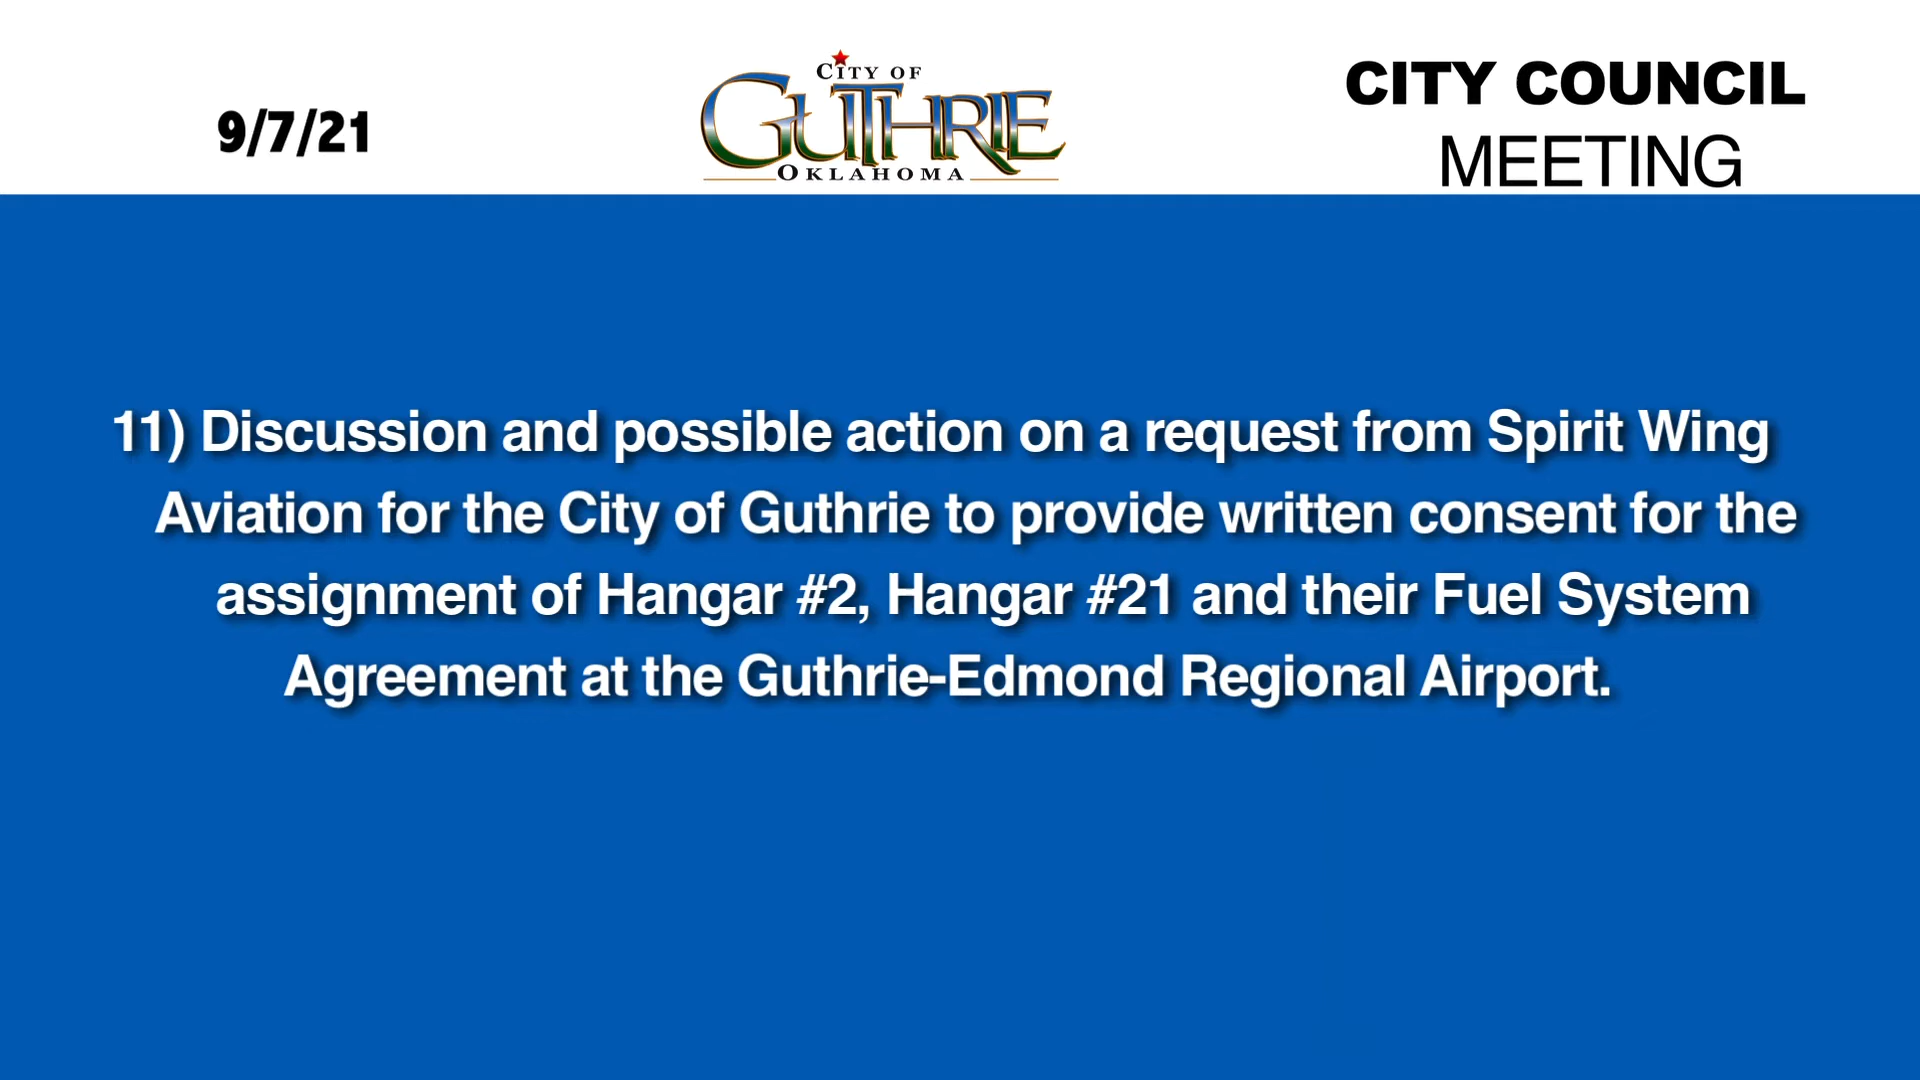 9/7/21
CITY OF
GUTHRIE
OKLAHOMA
CITY COUNCIL
MEETING
11) Discussion and possible action on a request from Spirit Wing
Aviation for the City of Guthrie to provide written consent for the
assignment of Hangar #2, Hangar #21 and their Fuel System
Agreement at the Guthrie-Edmond Regional Airport.